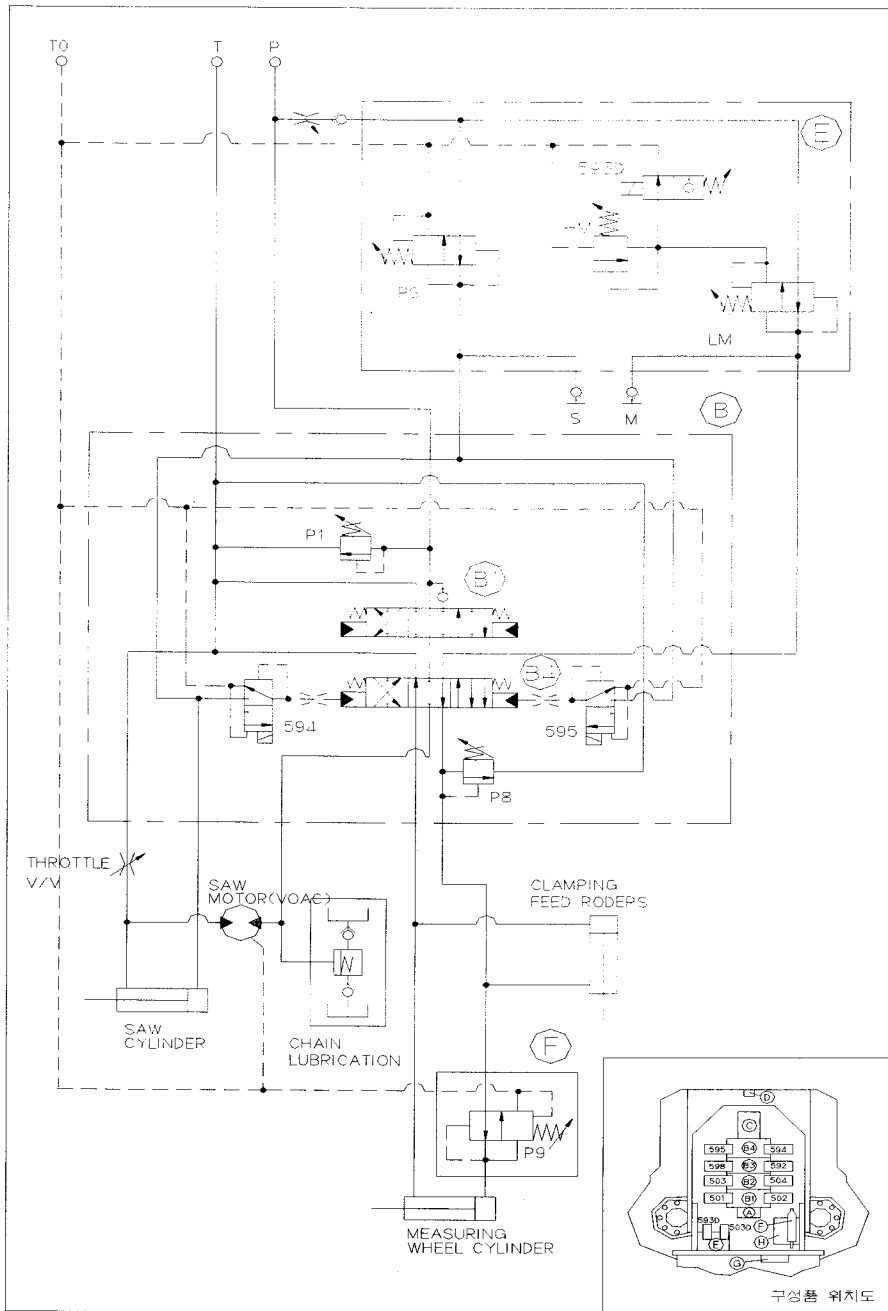 TO
T
P
E
593D
LM
S
M
B
P1
594
595
P8
THROTTLE
V/V
SAW
MOTOR(VOAC)
CLAMPING
FEED RODERS
SAW
CYLINDER
CHAIN
LUBRICATION
F
P9
MEASURING
WHEEL CYLINDER
D
C
595
B4
594
598
B3
592
503
B2
504
501
B1
502
A
593D
503D
F
E
H
G
구성품 위치도